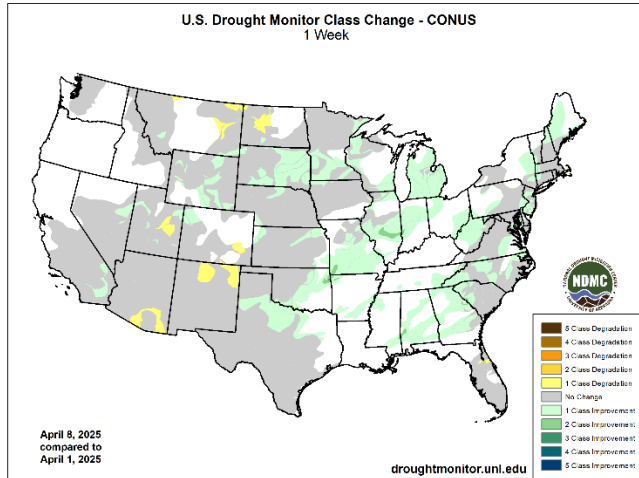 U.S. Drought Monitor Class Change - CONUS
1 Week
NDMC
5 Class Degradation
4 Class Degradation
3 Class Degradation
2 Class Degradation
1 Class Degradation
No Change
1 Class Improvement
2 Class Improvement
3 Class Improvement
4 Class Improvement
5 Class Improvement
April 8, 2025
compared to
April 1, 2025
droughtmonitor.unl.edu